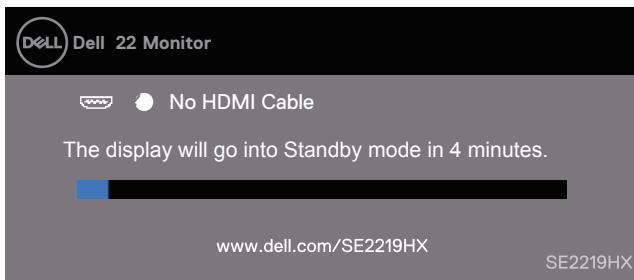 DELL Dell 22 Monitor
No HDMI Cable
The display will go into Standby mode in 4 minutes.
www.dell.com/SE2219HX
SE2219HX